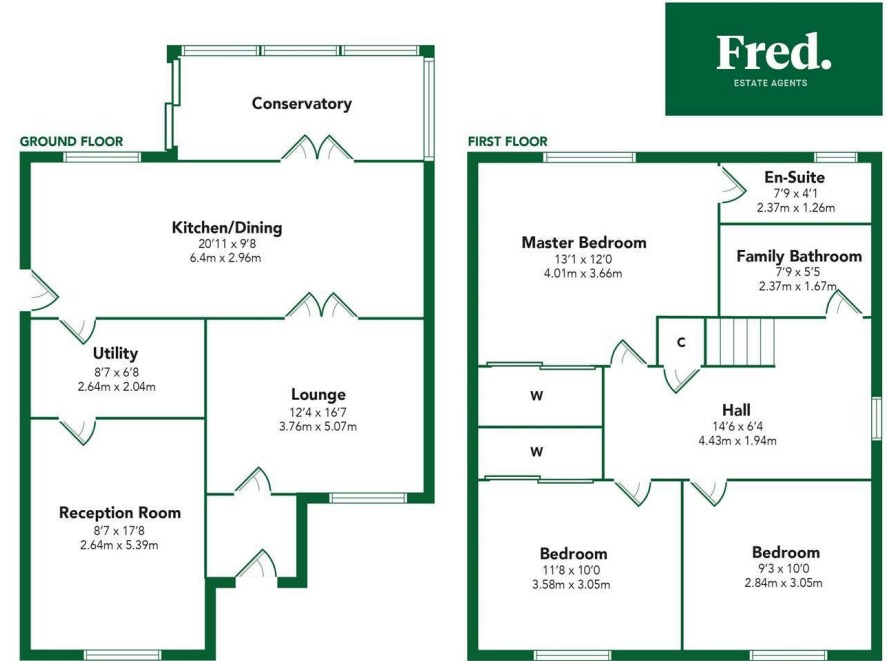 Fred.
ESTATE AGENTS
GROUND FLOOR
Conservatory
Kitchen/Dining
20'11 x 9'8
6.4m x 2.96m
Utility
8'7 x 6'8
2.64m x 2.04m
Lounge
12'4 x 16'7
3.76m x 5.07m
Reception Room
8'7 x 17'8
2.64m x 5.39m
FIRST FLOOR
En-Suite
7'9 x 4'1
2.37m x 1.26m
Master Bedroom
13'1 x 12'0
4.01m x 3.66m
Family Bathroom
7'9 x 5'5
2.37m x 1.67m
C
W
Hall
14'6 x 6'4
4.43m x 1.94m
W
Bedroom
11'8 x 10'0
3.58m x 3.05m
Bedroom
9'3 x 10'0
2.84m x 3.05m